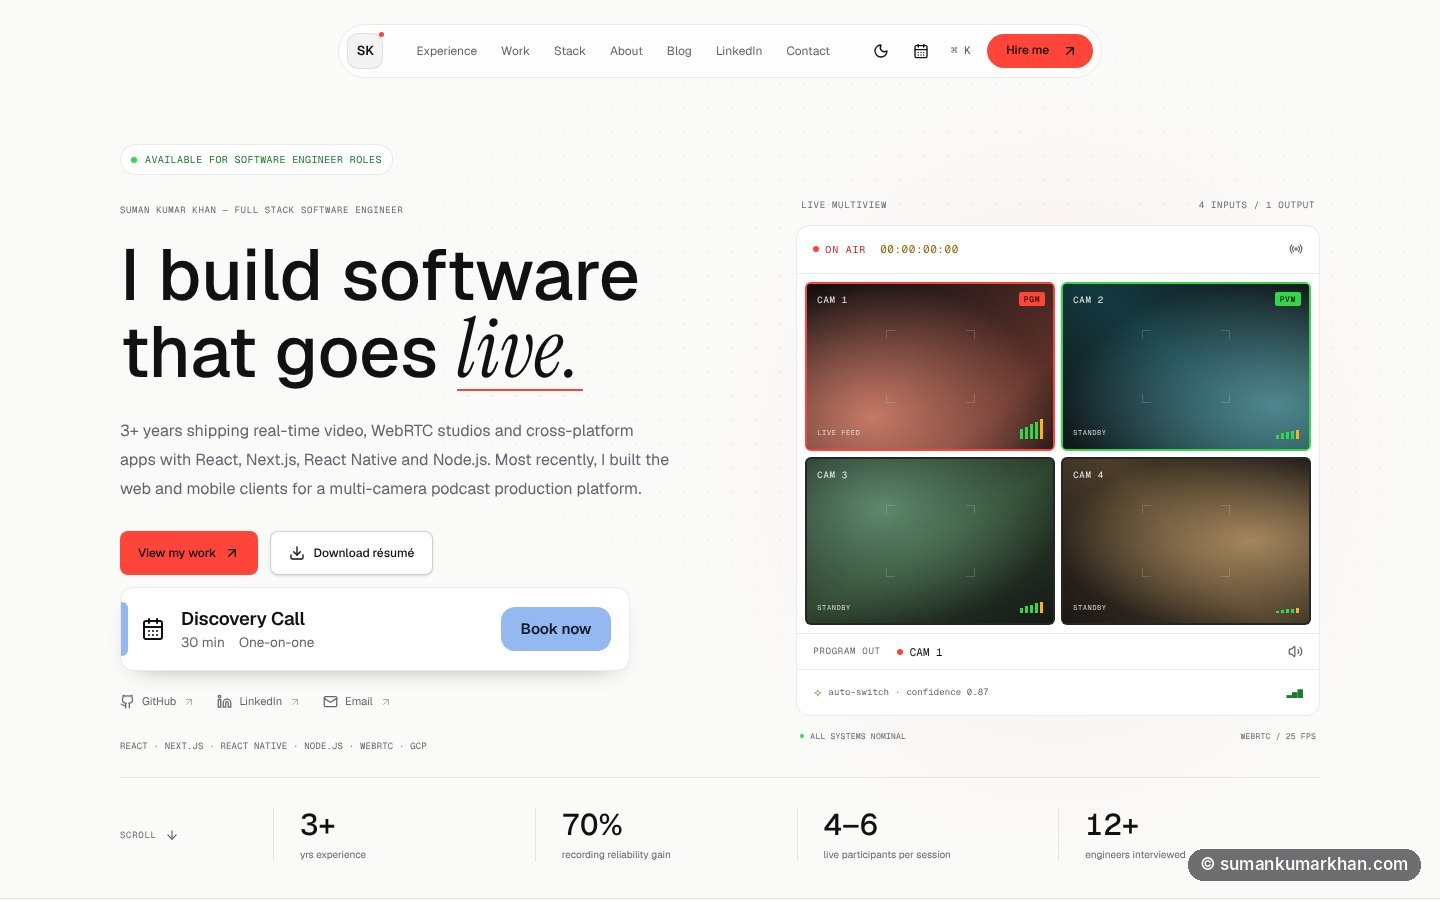 SK
Experience Work Stack About Blog LinkedIn Contact
⌘ K
Hire me
AVAILABLE FOR SOFTWARE ENGINEER ROLES
SUMAN KUMAR KHAN — FULL STACK SOFTWARE ENGINEER
I build software
that goes live.
3+ years shipping real-time video, WebRTC studios and cross-platform
apps with React, Next.js, React Native and Node.js. Most recently, I built the
web and mobile clients for a multi-camera podcast production platform.
View my work
Download résumé
Discovery Call
30 min One-on-one
Book now
GitHub LinkedIn Email
REACT · NEXT.JS · REACT NATIVE · NODE.JS · WEBRTC · GCP
LIVE MULTIVIEW
4 INPUTS / 1 OUTPUT
ON AIR 00:00:00:00
CAM 1 PGM
LIVE FEED
CAM 2 PVW
STANDBY
CAM 3
STANDBY
CAM 4
STANDBY
PROGRAM OUT CAM 1
auto-switch · confidence 0.87
ALL SYSTEMS NOMINAL
WEBRTC / 25 FPS
SCROLL
3+
yrs experience
70%
recording reliability gain
4–6
live participants per session
12+
engineers interviewed
© sumankumarkhan.com